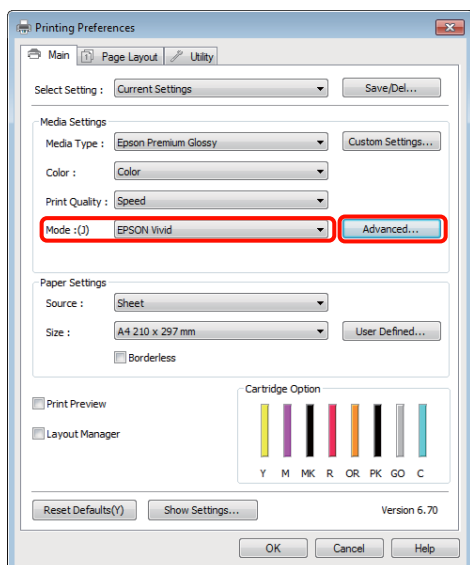 Printing Preferences
Main 1 Page Layout Utility
Select Setting : Current Settings Save/Del...
Media Settings
Media Type : Epson Premium Glossy Custom Settings...
Color : Color
Print Quality : Speed
Mode :(J) EPSON Vivid Advanced...
Paper Settings
Source : Sheet
Size : A4 210 x 297 mm User Defined...
Borderless
Cartridge Option
Print Preview
Layout Manager
Y M MK R OR PK GO C
Reset Defaults(Y) Show Settings... Version 6.70
OK Cancel Help